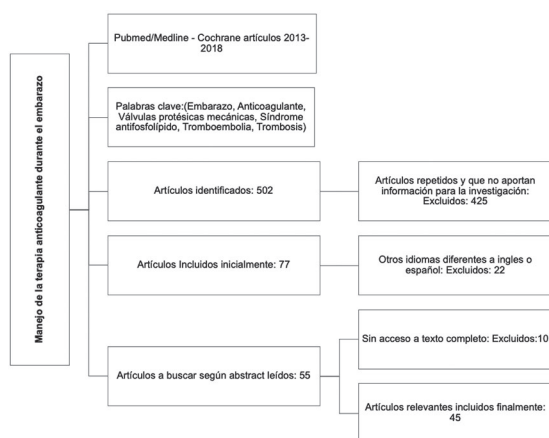 Manejo de la terapia anticoagulante durante el embarazo
Pubmed/Medline - Cochrane artículos 2013-
2018
Palabras clave:(Embarazo, Anticoagulante,
Válvulas protésicas mecánicas, Síndrome
antifosfolípido, Tromboembolia, Trombosis)
Artículos identificados: 502
Artículos repetidos y que no aportan
información para la investigación:
Excluidos: 425
Artículos Incluidos inicialmente: 77
Otros idiomas diferentes a ingles o
español: Excluidos: 22
Artículos a buscar según abstract leídos: 55
Sin acceso a texto completo: Excluidos:10
Artículos relevantes incluidos finalmente:
45